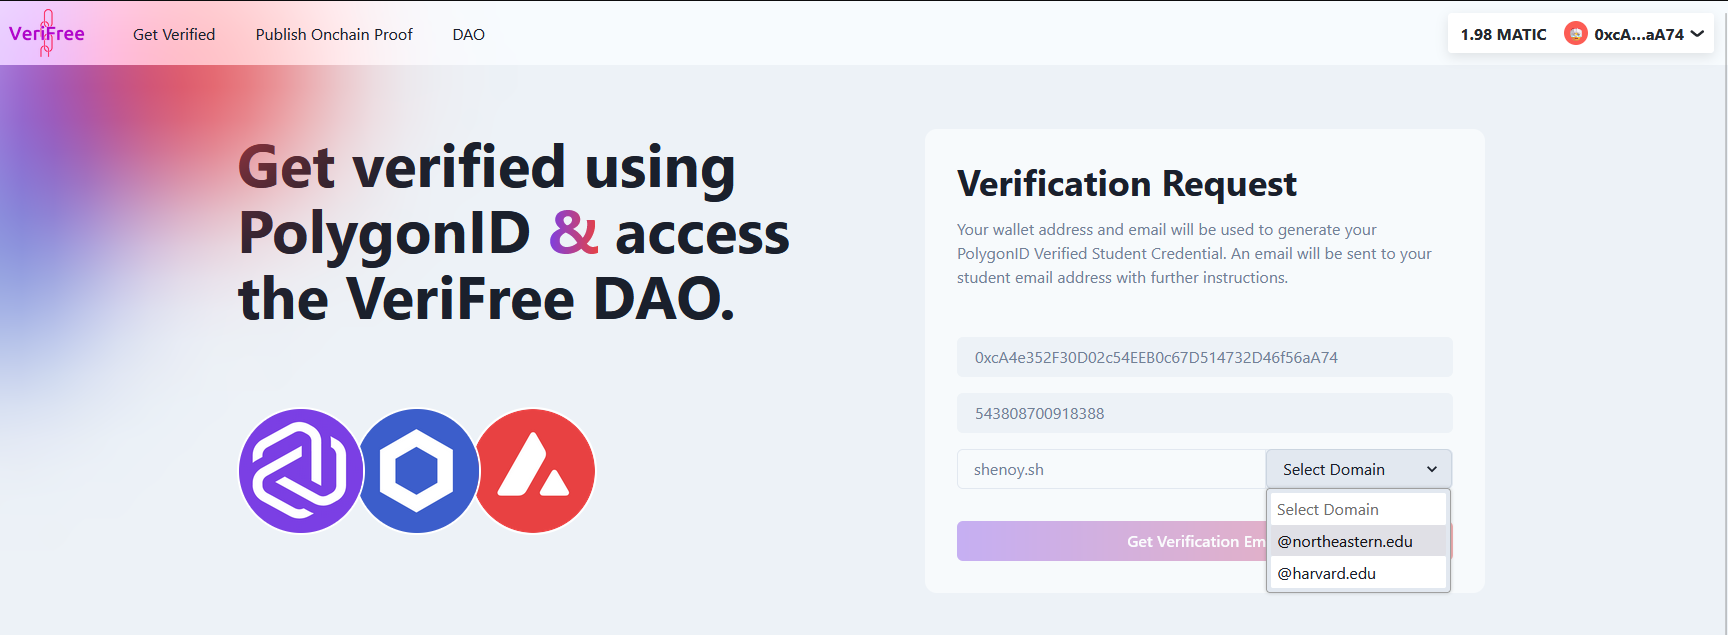 VeriFree
Get Verified
Publish Onchain Proof
DAO
1.98 MATIC
0xcA...aA74
Get verified using
PolygonID & access
the VeriFree DAO.
Verification Request
Your wallet address and email will be used to generate your
PolygonID Verified Student Credential. An email will be sent to your
student email address with further instructions.
0xcA4e352F30D02c54EEB0c67D514732D46f56aA74
543808700918388
shenoy.sh
Select Domain
Select Domain
@northeastern.edu
@harvard.edu
Get Verification Em